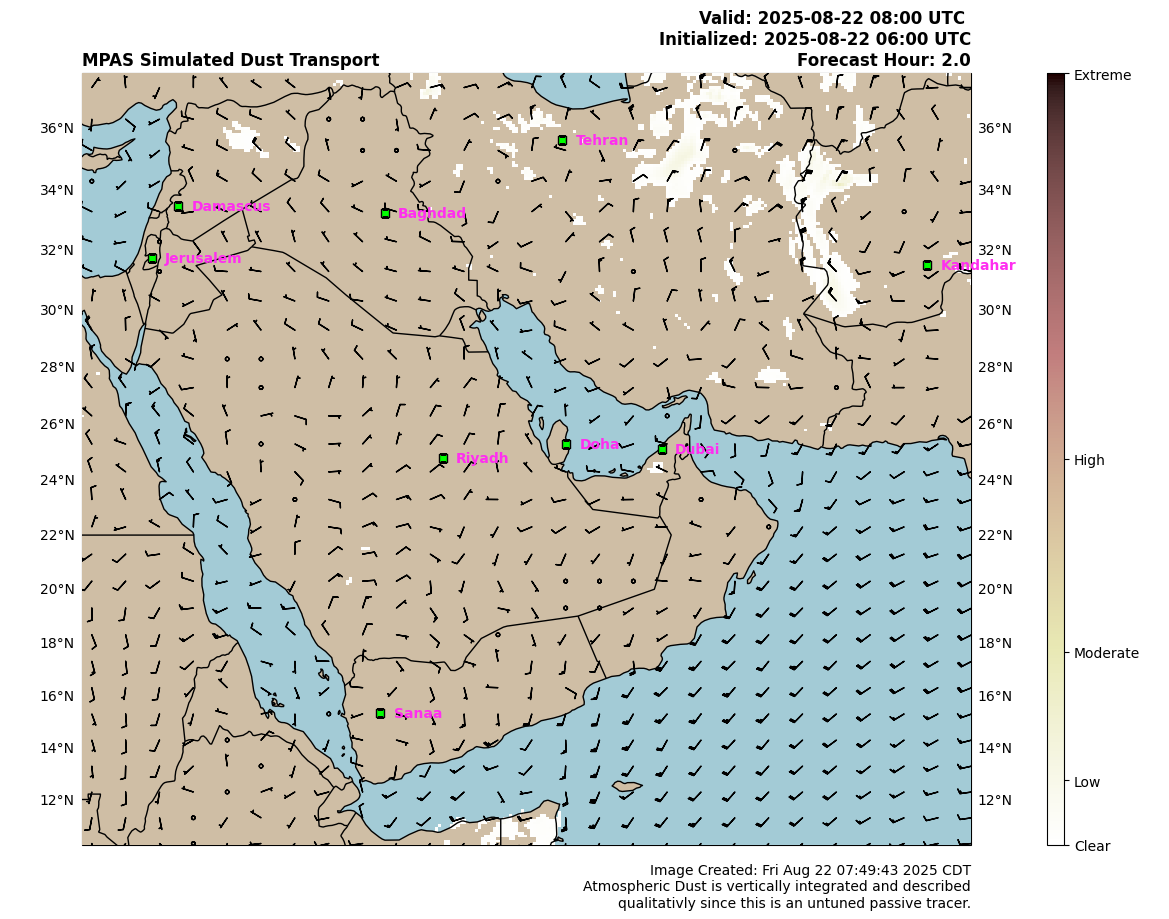 Valid: 2025-08-22 08:00 UTC
Initialized: 2025-08-22 06:00 UTC
MPAS Simulated Dust Transport Forecast Hour: 2.0
Extreme
36°N Tehran 36°N
34°N Damascus Baghdad 34°N
32°N Jerusalem 32°N Kandahar
30°N 30°N
28°N 28°N
26°N Doha Dubai 26°N
Riyadh High
24°N 24°N
22°N 22°N
20°N 20°N
18°N 18°N Moderate
16°N Sanaa 16°N
14°N 14°N
Low
12°N 12°N
Clear
Image Created: Fri Aug 22 07:49:43 2025 CDT
Atmospheric Dust is vertically integrated and described
qualitativly since this is an untuned passive tracer.